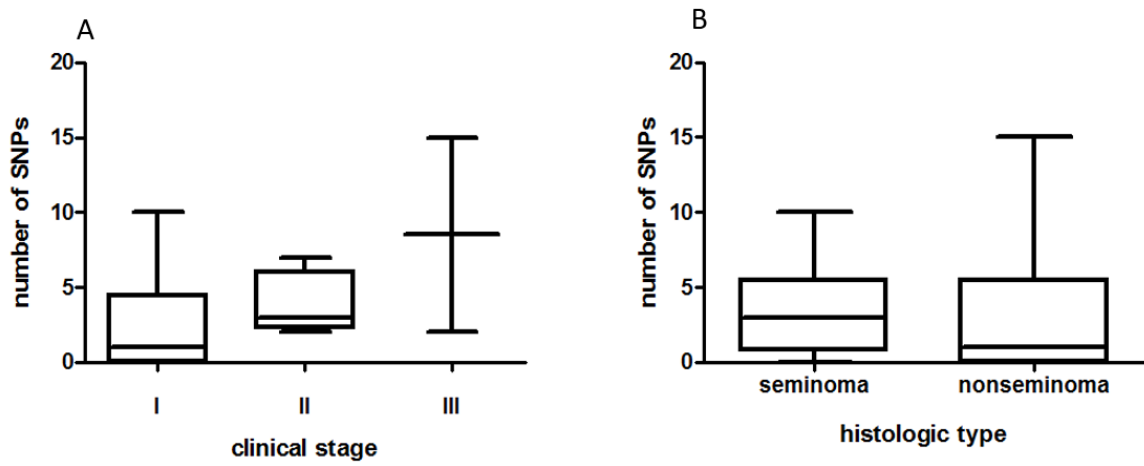 A
number of SNPs
20
15
10
5
0
I II III
clinical stage
B
number of SNPs
20
15
10
5
0
seminoma nonseminoma
histologic type